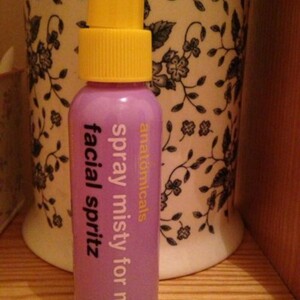 anatomicals
spray misty for m
facial spritz